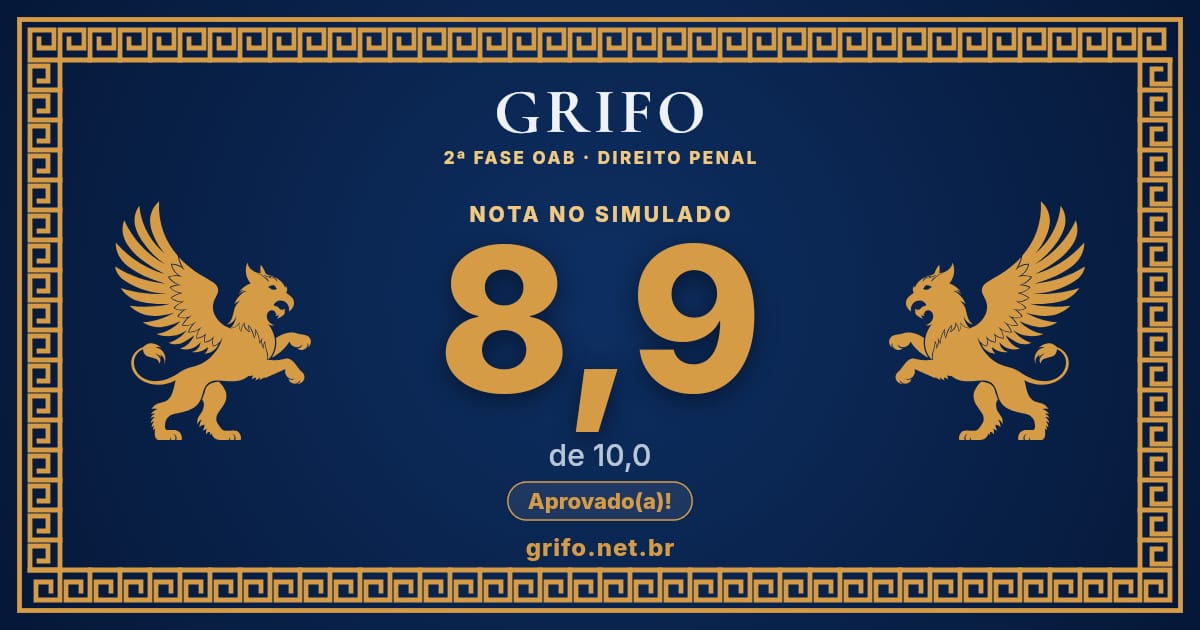 GRIFO
2ª FASE OAB · DIREITO PENAL
NOTA NO SIMULADO
8,9
de 10,0
Aprovado(a)!
grifo.net.br